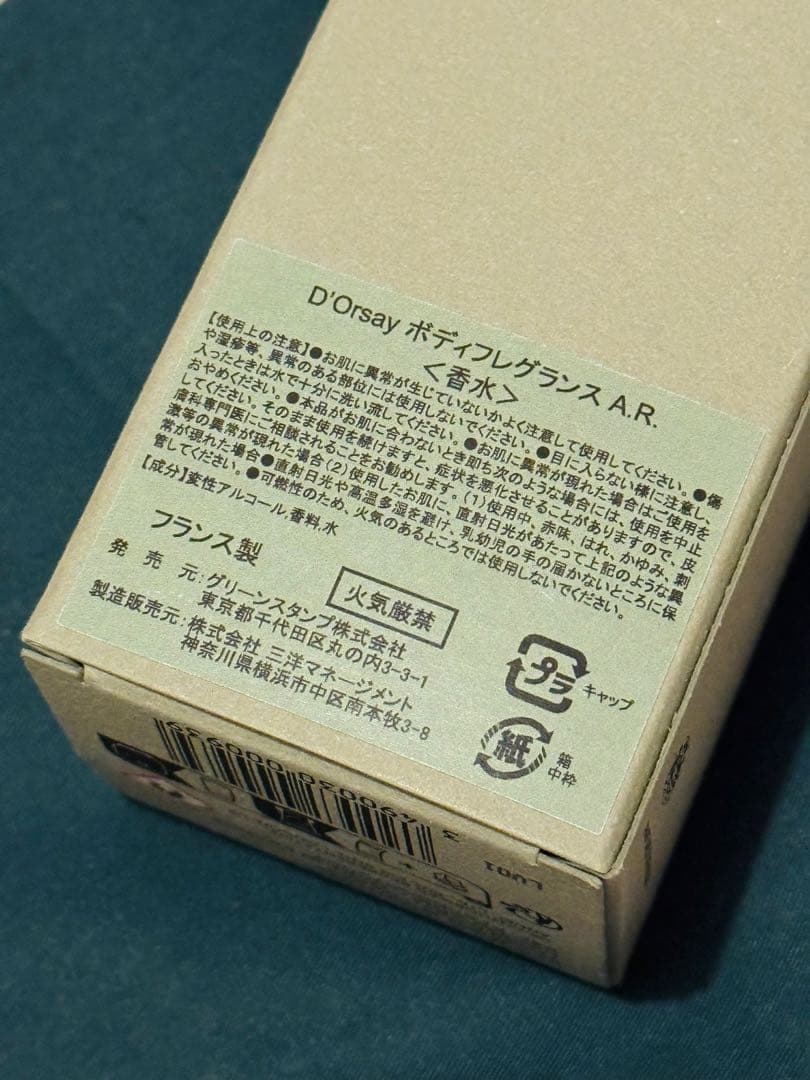 D'Orsay ボディフレグランス A.R.
＜香水＞
【使用上の注意】●お肌に異常が生じていないかよく注意して使用してください。●傷
や湿疹等、異常のある部位には使用しないでください。●目に入らない様に注意し、
入ったときは水で十分に洗い流してください。●お肌に異常が現れた場合はご使用を
おやめください。●本品がお肌に合わないとき即ち次のような場合には、使用を中止
してください。そのまま使用を続けますと、症状を悪化させることがありますので、皮
膚科専門医にご相談されることをお勧めします。(1)使用中、赤味、はれ、かゆみ、刺
激等の異常が現れた場合(2)使用したお肌に、直射日光があたって上記のような異
常が現れた場合●直射日光や高温多湿を避け、乳幼児の手の届かないところに保
管してください。●可燃性のため、火気のあるところでは使用しないでください。
【成分】変性アルコール,香料,水
フランス製
火気厳禁
発売元：グリーンスタンプ株式会社
東京都千代田区丸の内3-3-1
製造販売元：株式会社 三洋マネージメント
神奈川県横浜市中区南本牧3-8
プラ
キャップ
紙
箱
中枠
LV01